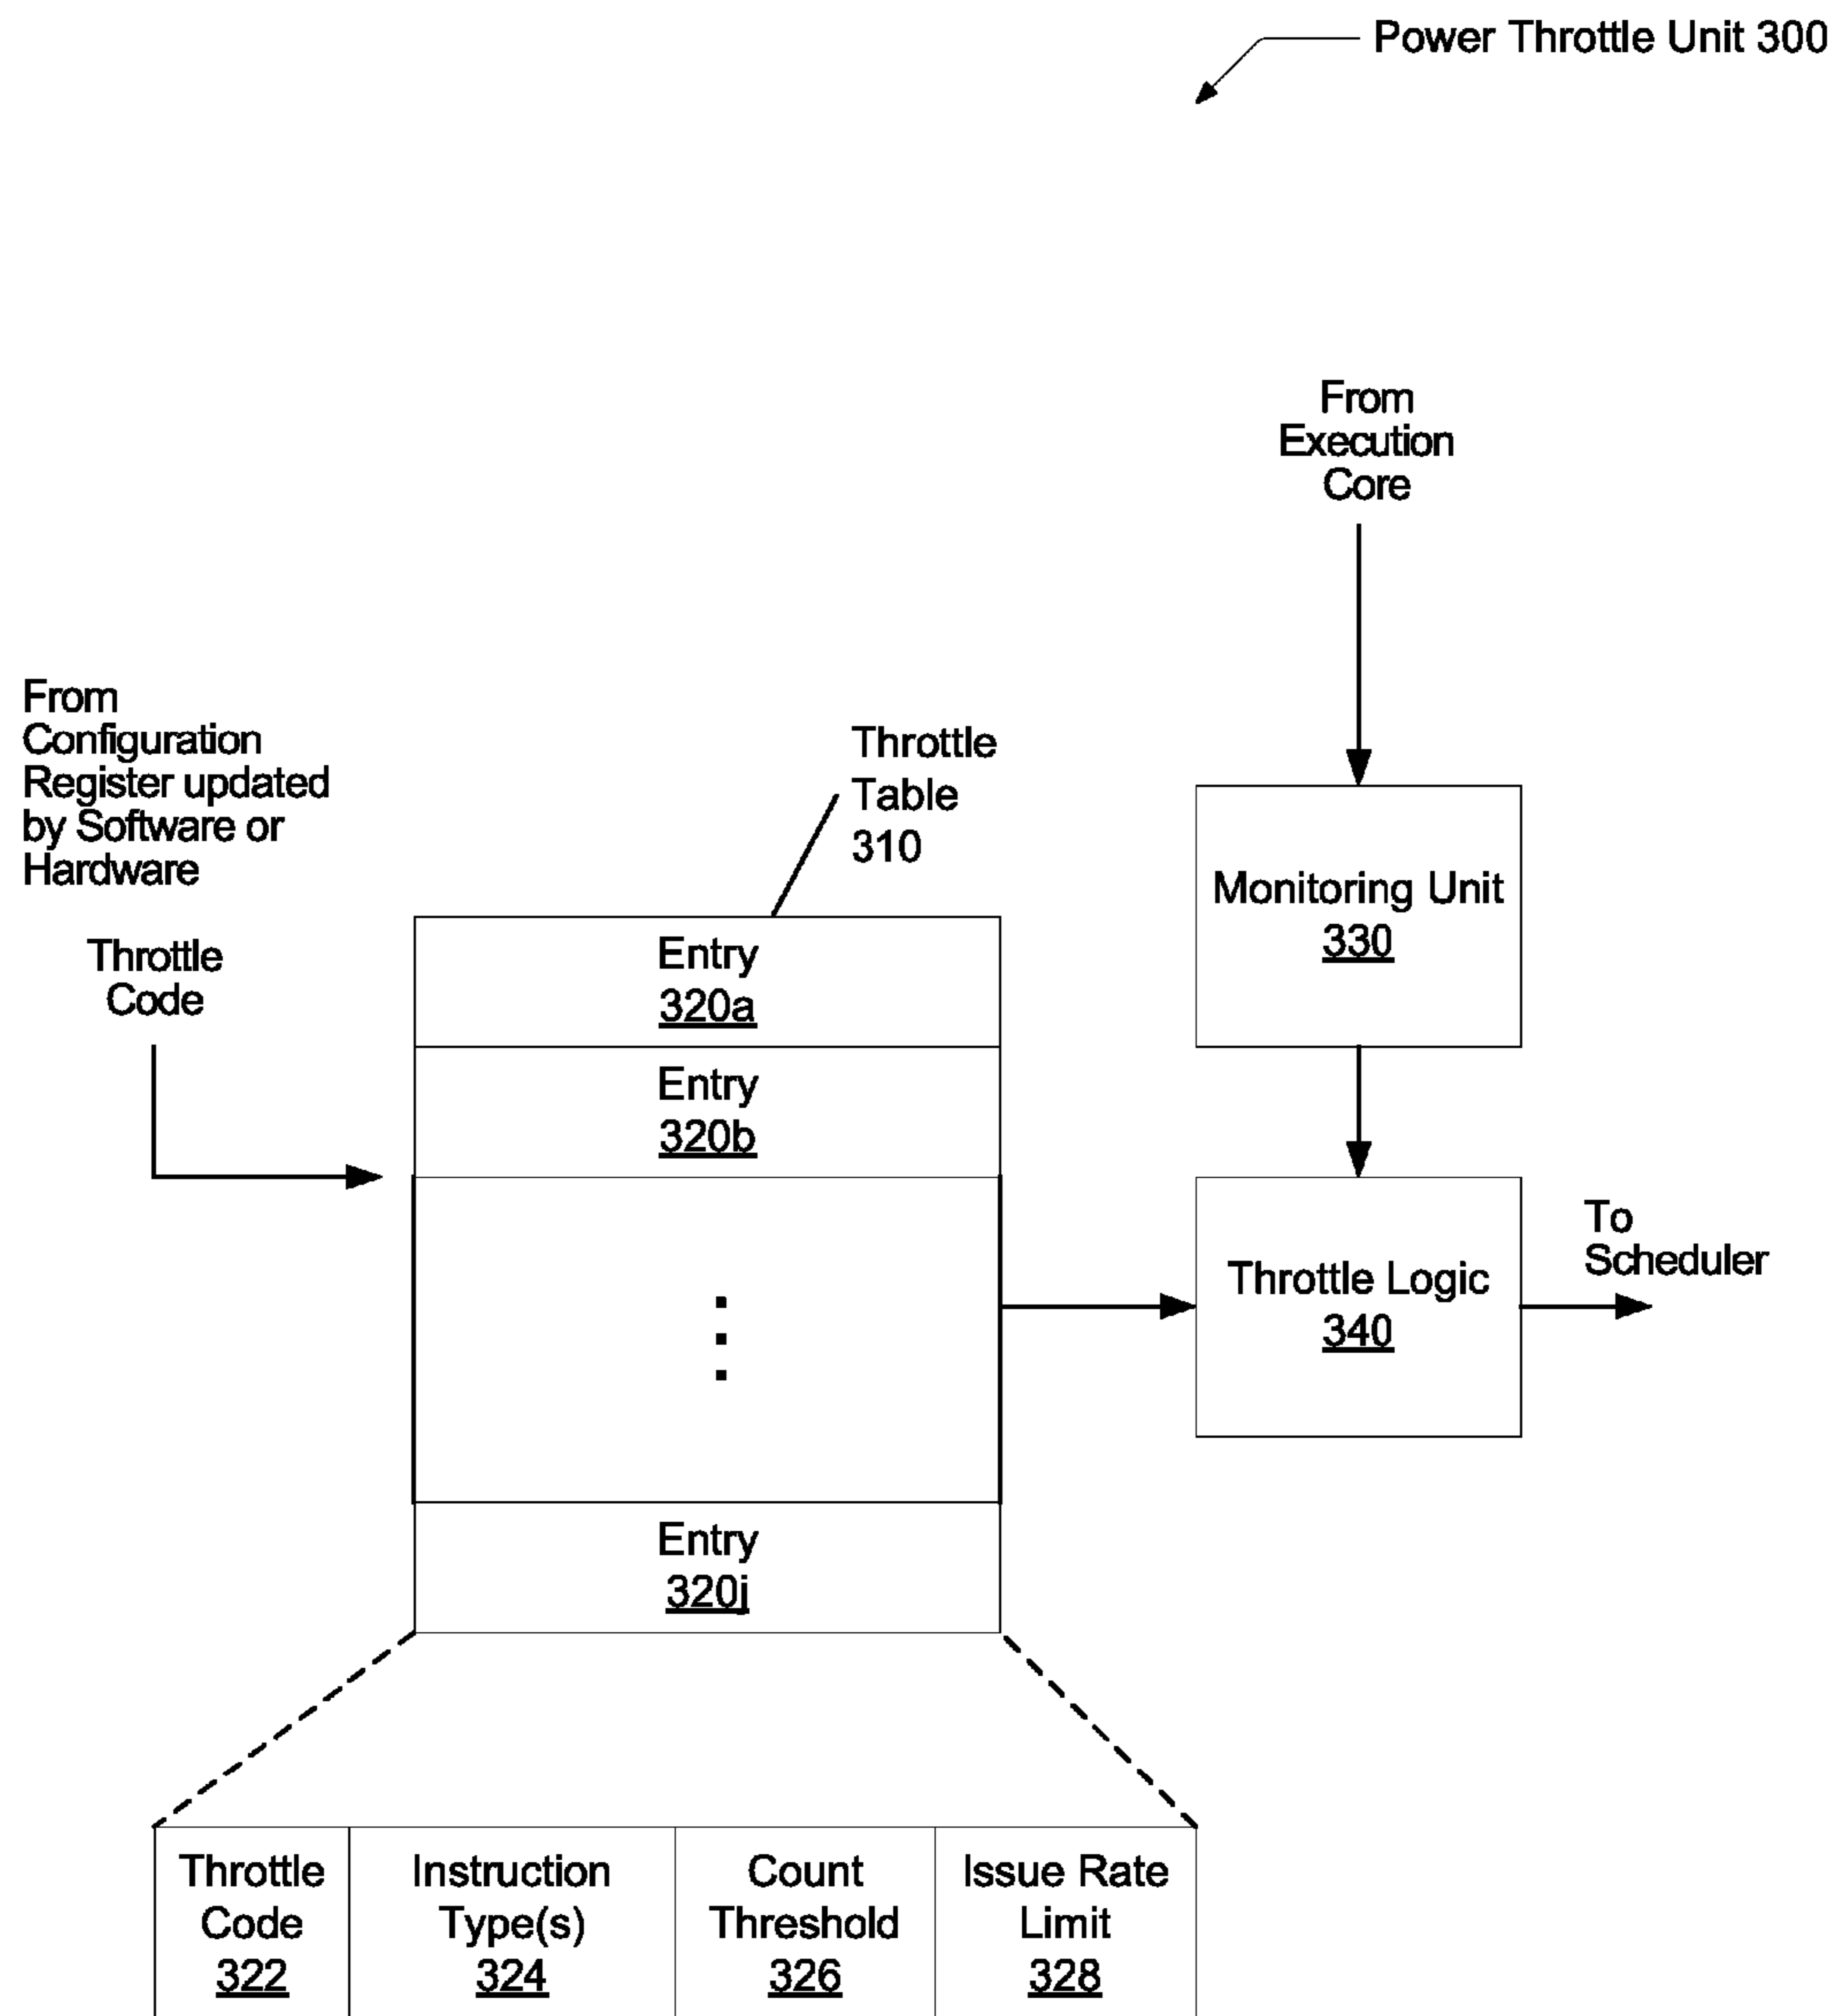 Power Throttle Unit 300
From
Execution
Core
From
Configuration
Register updated
by Software or
Hardware
Throttle
Code
Throttle
Table
310
Monitoring Unit
330
Entry
320a
Entry
320b
Throttle Logic
340
To
Scheduler
Entry
320j
Throttle
Code
322
Instruction
Type(s)
324
Count
Threshold
326
Issue Rate
Limit
328